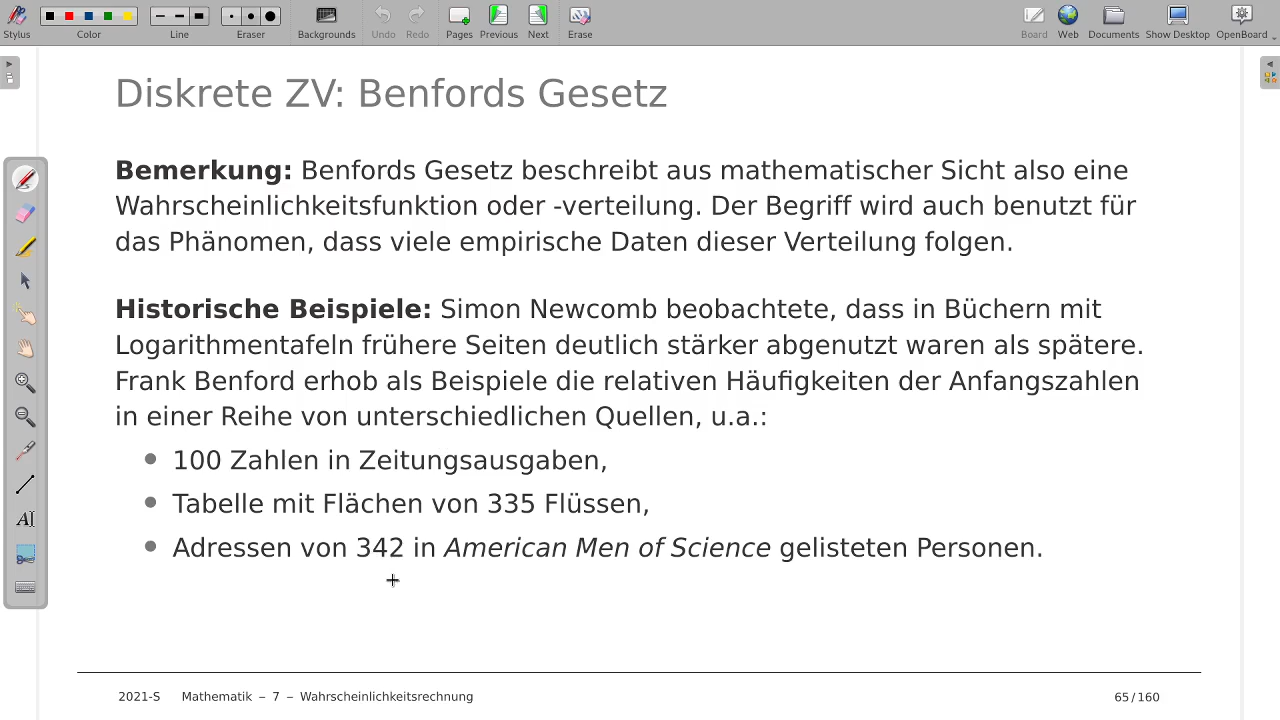 Stylus Color Line Eraser Backgrounds Undo Redo Pages Previous Next Erase Board Web Documents Show Desktop OpenBoard
Diskrete ZV: Benfords Gesetz
Bemerkung: Benfords Gesetz beschreibt aus mathematischer Sicht also eine
Wahrscheinlichkeitsfunktion oder -verteilung. Der Begriff wird auch benutzt für
das Phänomen, dass viele empirische Daten dieser Verteilung folgen.
Historische Beispiele: Simon Newcomb beobachtete, dass in Büchern mit
Logarithmentafeln frühere Seiten deutlich stärker abgenutzt waren als spätere.
Frank Benford erhob als Beispiele die relativen Häufigkeiten der Anfangszahlen
in einer Reihe von unterschiedlichen Quellen, u.a.:
• 100 Zahlen in Zeitungsausgaben,
• Tabelle mit Flächen von 335 Flüssen,
• Adressen von 342 in American Men of Science gelisteten Personen.
2021-S Mathematik – 7 – Wahrscheinlichkeitsrechnung 65/160